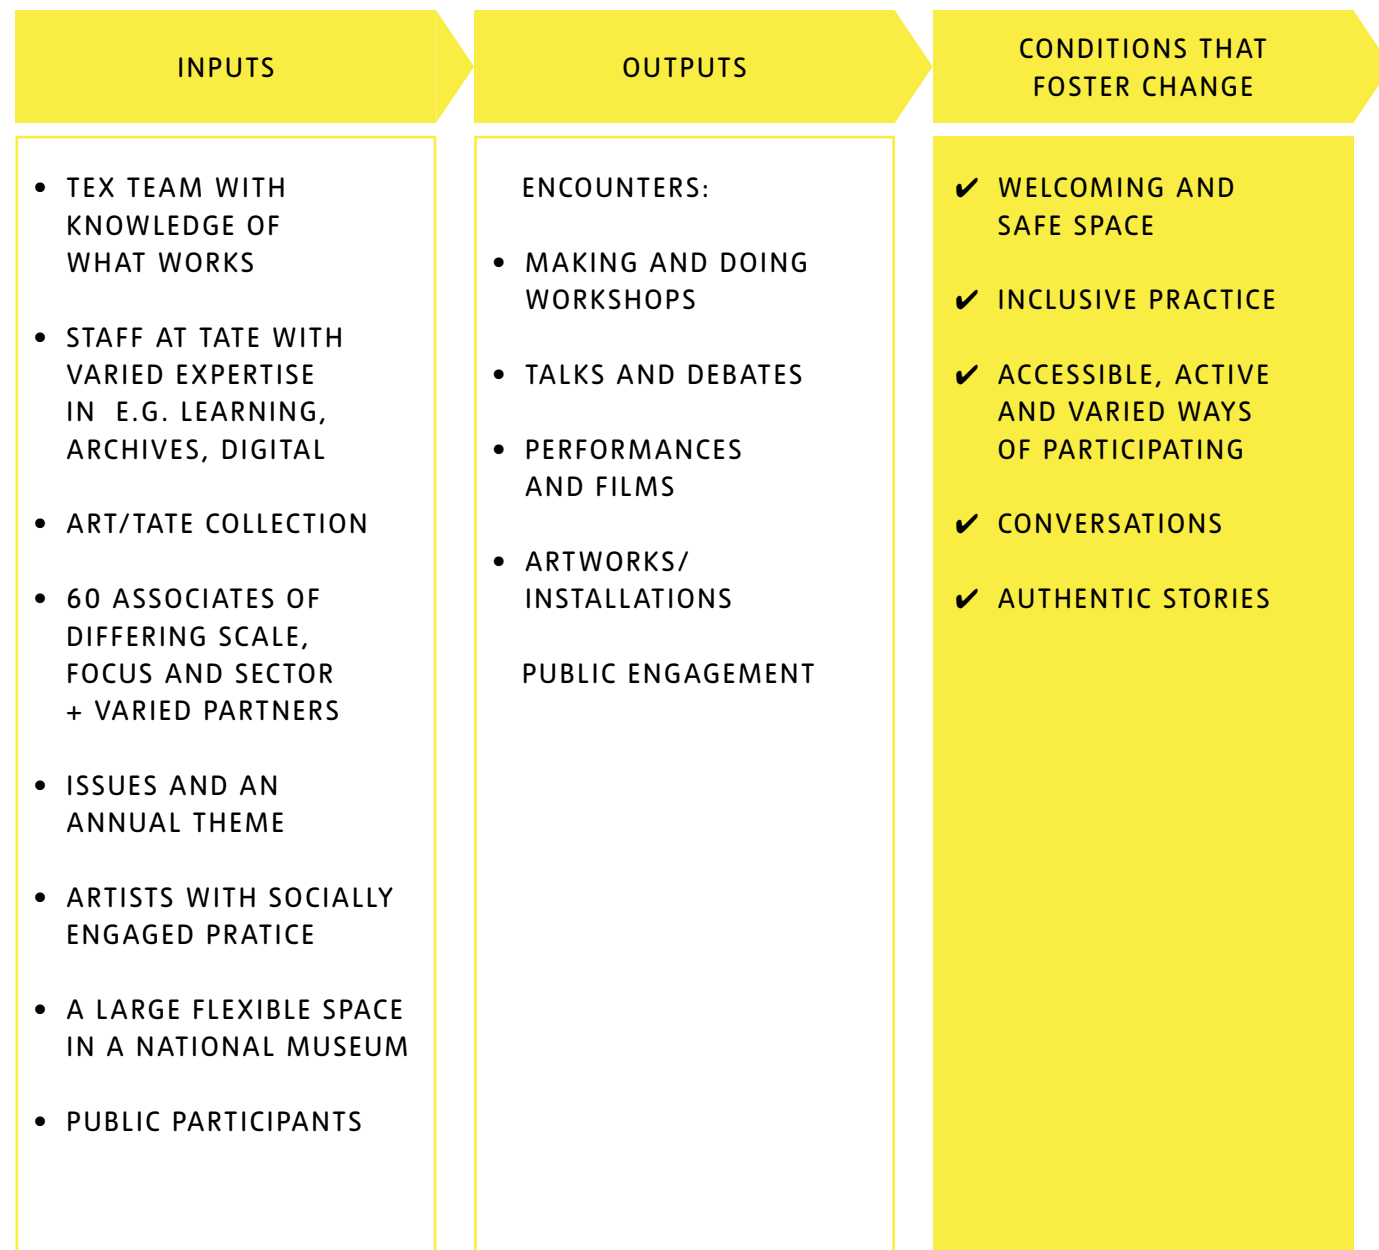 INPUTS
• TEX TEAM WITH
KNOWLEDGE OF
WHAT WORKS
• STAFF AT TATE WITH
VARIED EXPERTISE
IN E.G. LEARNING,
ARCHIVES, DIGITAL
• ART/TATE COLLECTION
• 60 ASSOCIATES OF
DIFFERING SCALE,
FOCUS AND SECTOR
+ VARIED PARTNERS
• ISSUES AND AN
ANNUAL THEME
• ARTISTS WITH SOCIALLY
ENGAGED PRATICE
• A LARGE FLEXIBLE SPACE
IN A NATIONAL MUSEUM
• PUBLIC PARTICIPANTS
OUTPUTS
ENCOUNTERS:
• MAKING AND DOING
WORKSHOPS
• TALKS AND DEBATES
• PERFORMANCES
AND FILMS
• ARTWORKS/
INSTALLATIONS
PUBLIC ENGAGEMENT
CONDITIONS THAT
FOSTER CHANGE
✔ WELCOMING AND
SAFE SPACE
✔ INCLUSIVE PRACTICE
✔ ACCESSIBLE, ACTIVE
AND VARIED WAYS
OF PARTICIPATING
✔ CONVERSATIONS
✔ AUTHENTIC STORIES